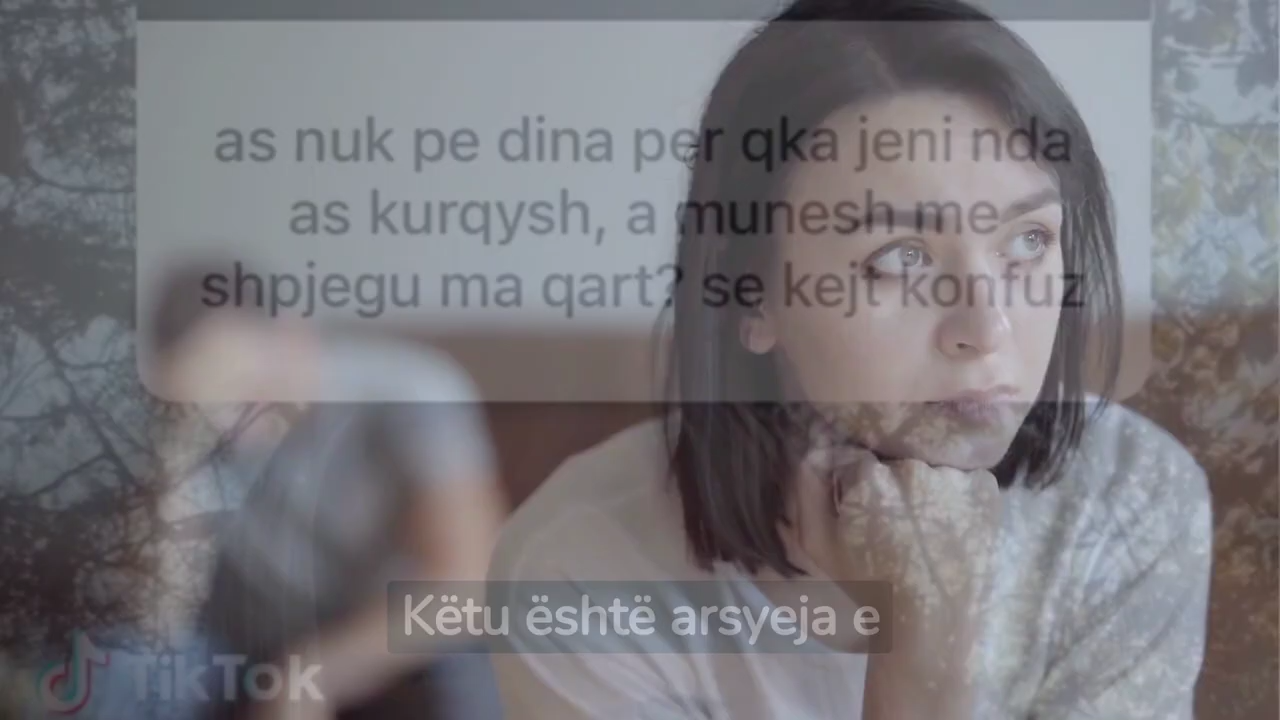 as nuk pe dina per qka jeni nda
as kurqysh, a munesh me
shpjegu ma qart? se kejt konfuz
Këtu është arsyeja e
TikTok